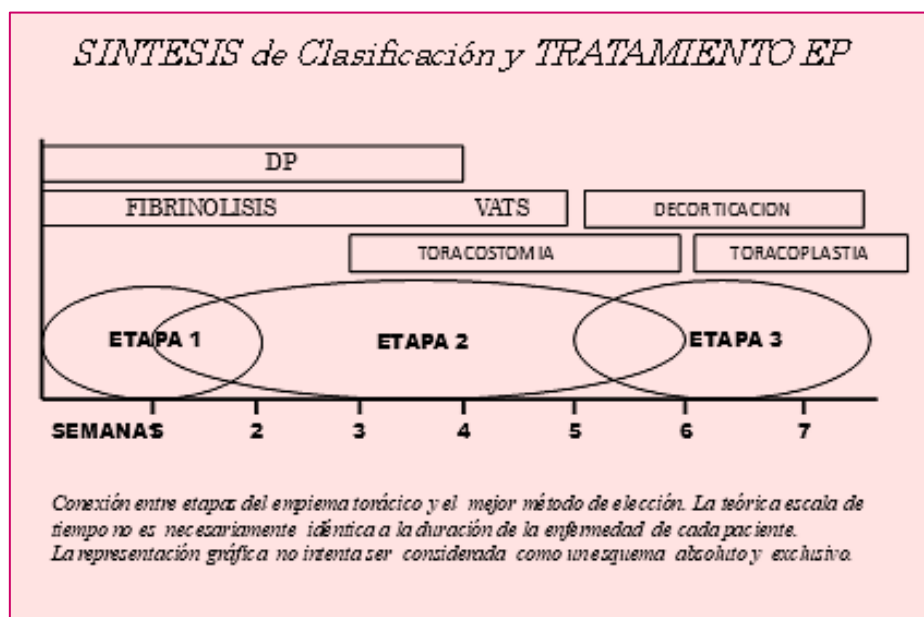 SINTESIS de Clasificación y TRATAMIENTO EP
DP
FIBRINOLISIS VATS DECORTICACION
TORACOSTOMIA TORACOPLASTIA
ETAPA 1 ETAPA 2 ETAPA 3
SEMANAS 2 3 4 5 6 7
Conexión entre etapas del empiema torácico y el mejor método de elección. La teórica escala de
tiempo no es necesariamente idéntica a la duración de la enfermedad de cada paciente.
La representación gráfica no intenta ser considerada como un esquema absoluto y exclusivo.